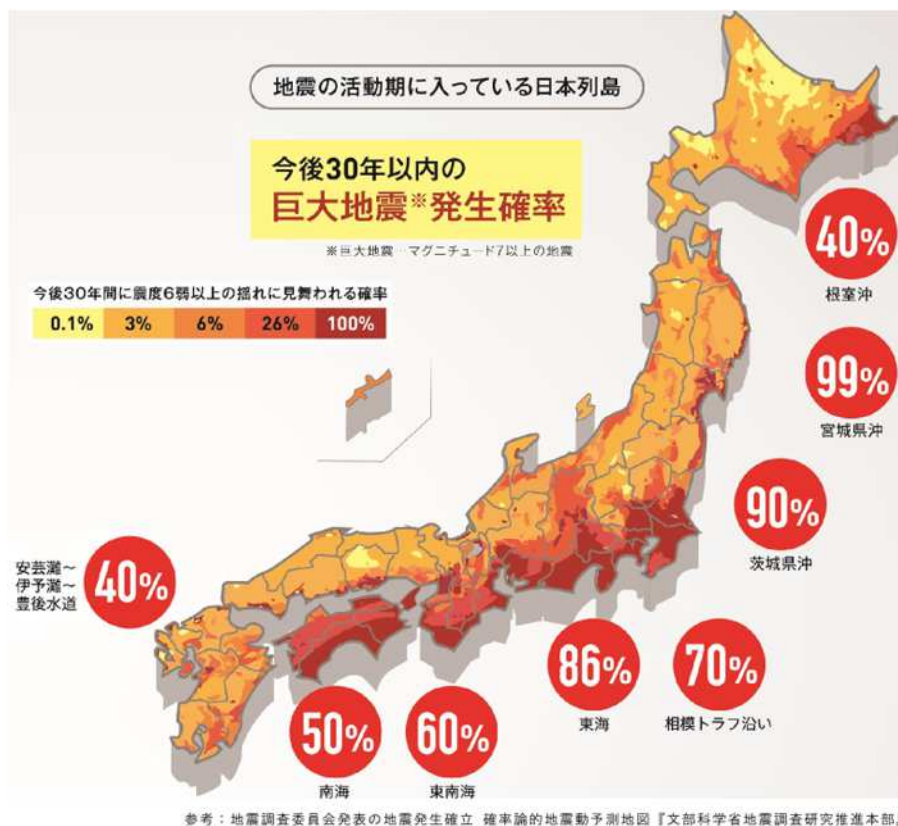 地震の活動期に入っている日本列島
今後30年以内の
巨大地震※発生確率
※巨大地震…マグニチュード7以上の地震
今後30年間に震度6弱以上の揺れに見舞われる確率
0.1% 3% 6% 26% 100%
40%
根室沖
99%
宮城県沖
90%
茨城県沖
安芸灘～
伊予灘～
豊後水道
40%
86%
東海
70%
相模トラフ沿い
50%
南海
60%
東南海
参考：地震調査委員会発表の地震発生確立 確率論的地震動予測地図『文部科学省地震調査研究推進本部』